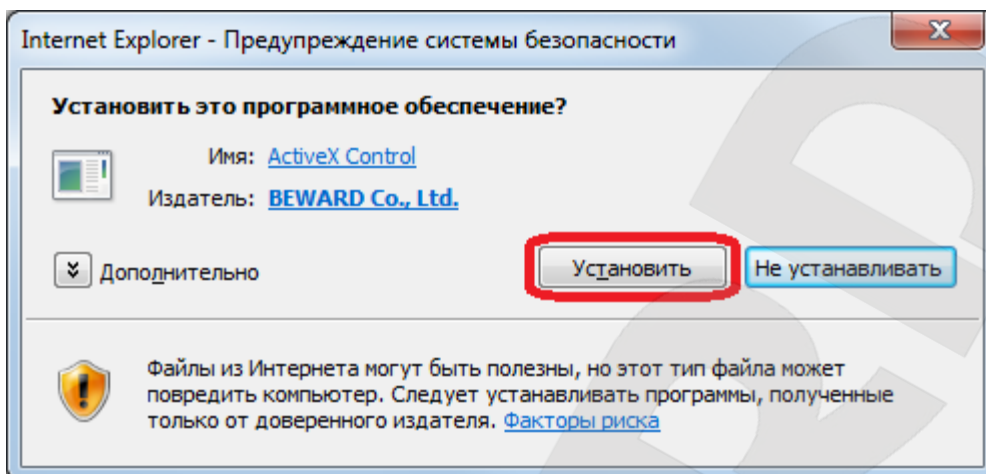 Internet Explorer - Предупреждение системы безопасности
Установить это программное обеспечение?
Имя: ActiveX Control
Издатель: BEWARD Co., Ltd.
Дополнительно
Установить
Не устанавливать
Файлы из Интернета могут быть полезны, но этот тип файла может
повредить компьютер. Следует устанавливать программы, полученные
только от доверенного издателя. Факторы риска